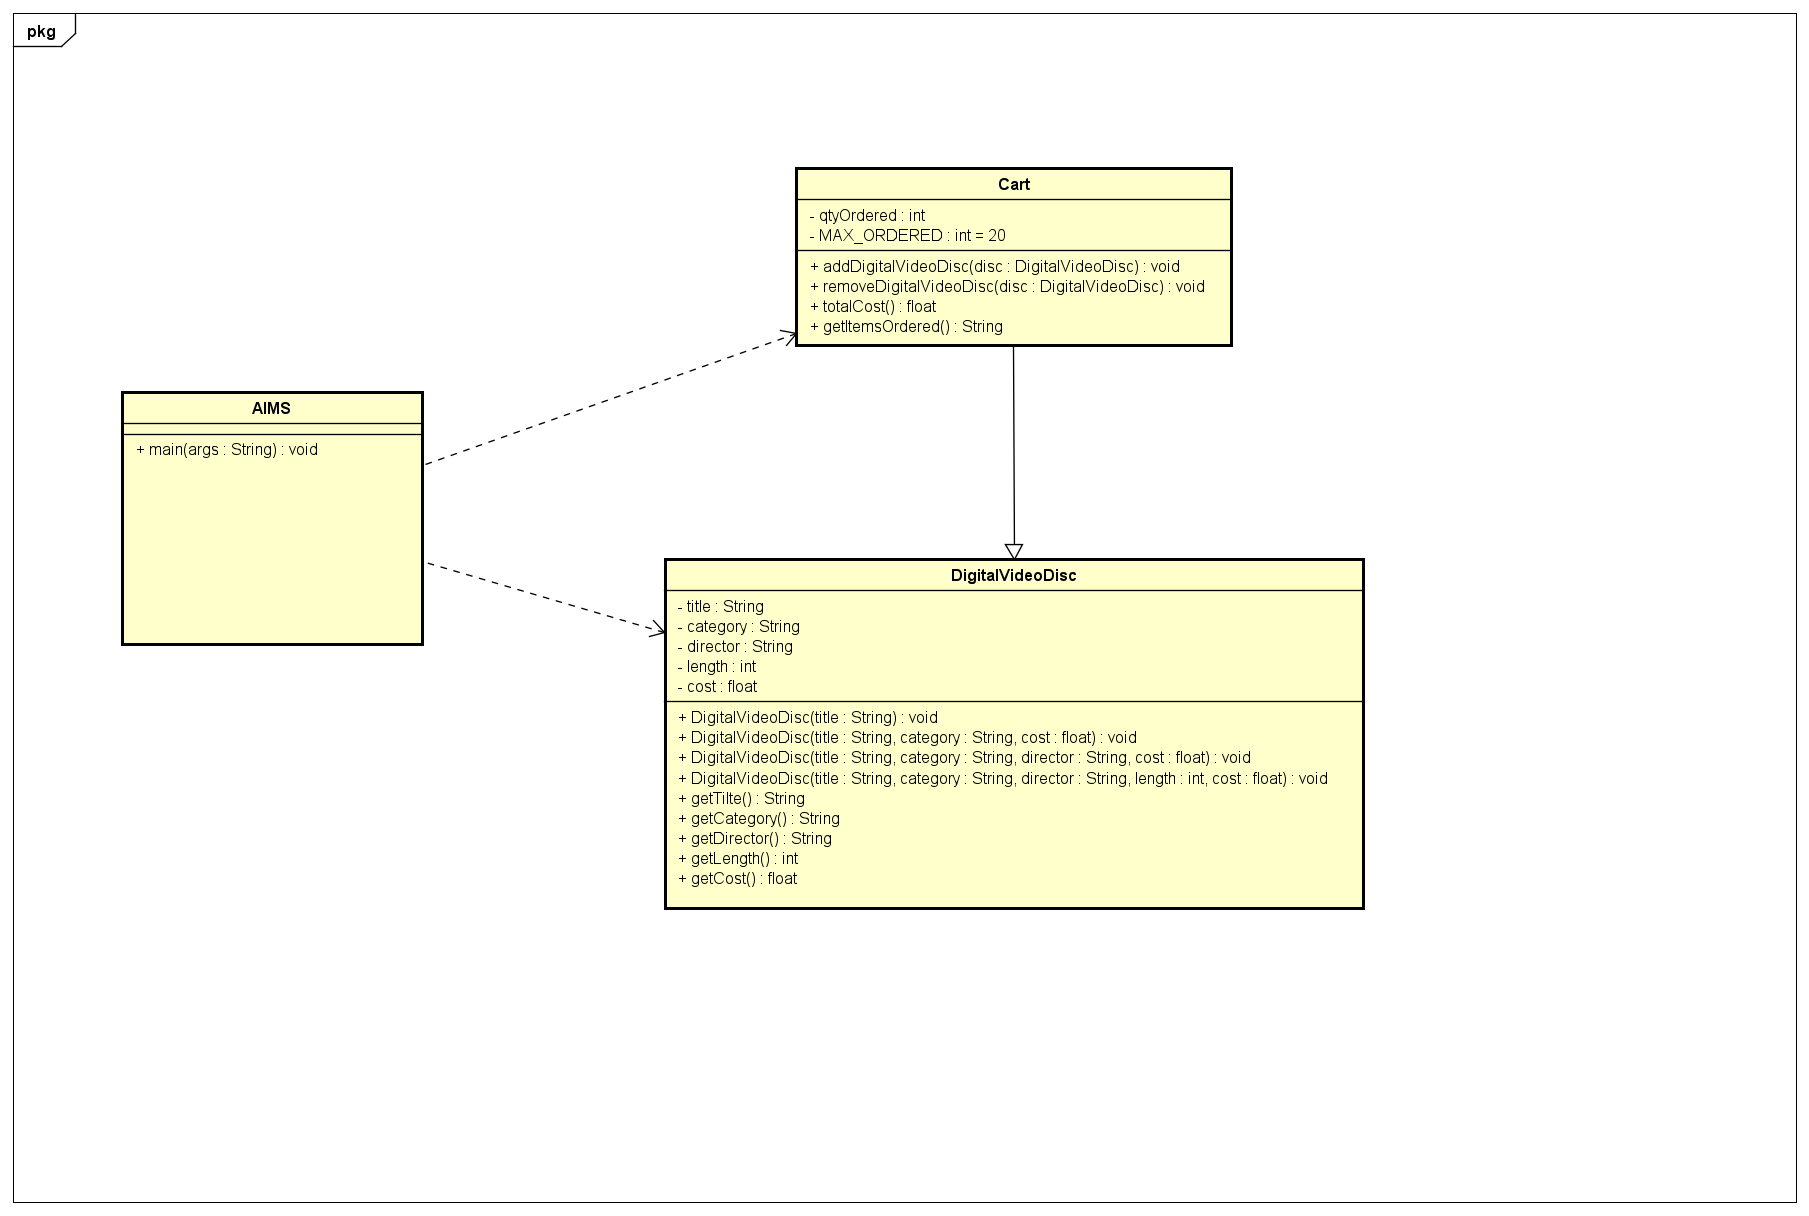 pkg
Cart
- qtyOrdered : int
- MAX_ORDERED : int = 20
+ addDigitalVideoDisc(disc : DigitalVideoDisc) : void
+ removeDigitalVideoDisc(disc : DigitalVideoDisc) : void
+ totalCost() : float
+ getItemsOrdered() : String
AIMS
+ main(args : String) : void
DigitalVideoDisc
- title : String
- category : String
- director : String
- length : int
- cost : float
+ DigitalVideoDisc(title : String) : void
+ DigitalVideoDisc(title : String, category : String, cost : float) : void
+ DigitalVideoDisc(title : String, category : String, director : String, cost : float) : void
+ DigitalVideoDisc(title : String, category : String, director : String, length : int, cost : float) : void
+ getTilte() : String
+ getCategory() : String
+ getDirector() : String
+ getLength() : int
+ getCost() : float